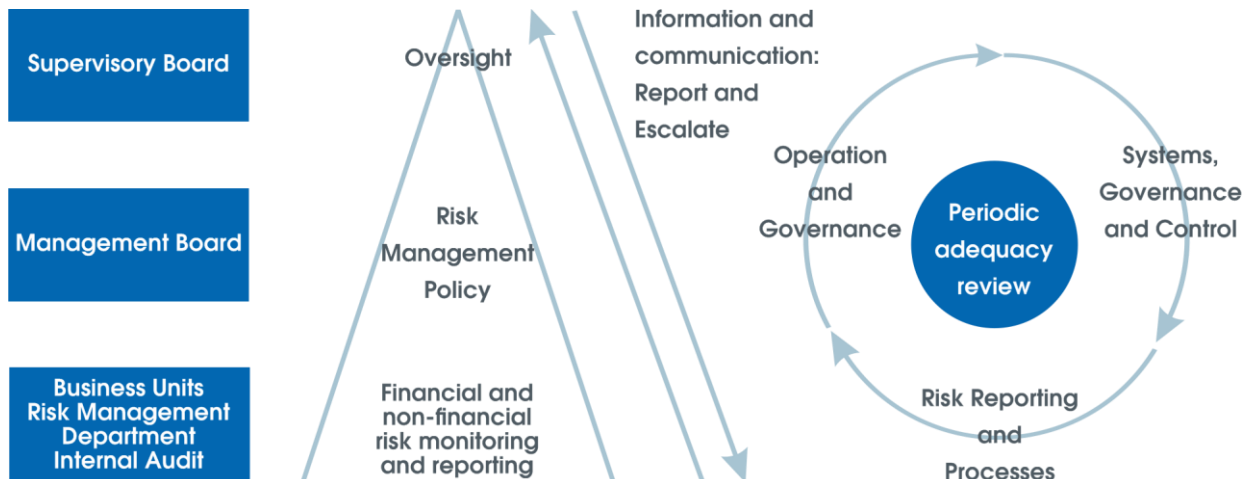 Supervisory Board
Oversight
Information and
communication:
Report and
Escalate
Management Board
Risk
Management
Policy
Business Units
Risk Management
Department
Internal Audit
Financial and
non-financial
risk monitoring
and reporting
Operation
and
Governance
Systems,
Governance
and Control
Periodic
adequacy
review
Risk Reporting
and
Processes